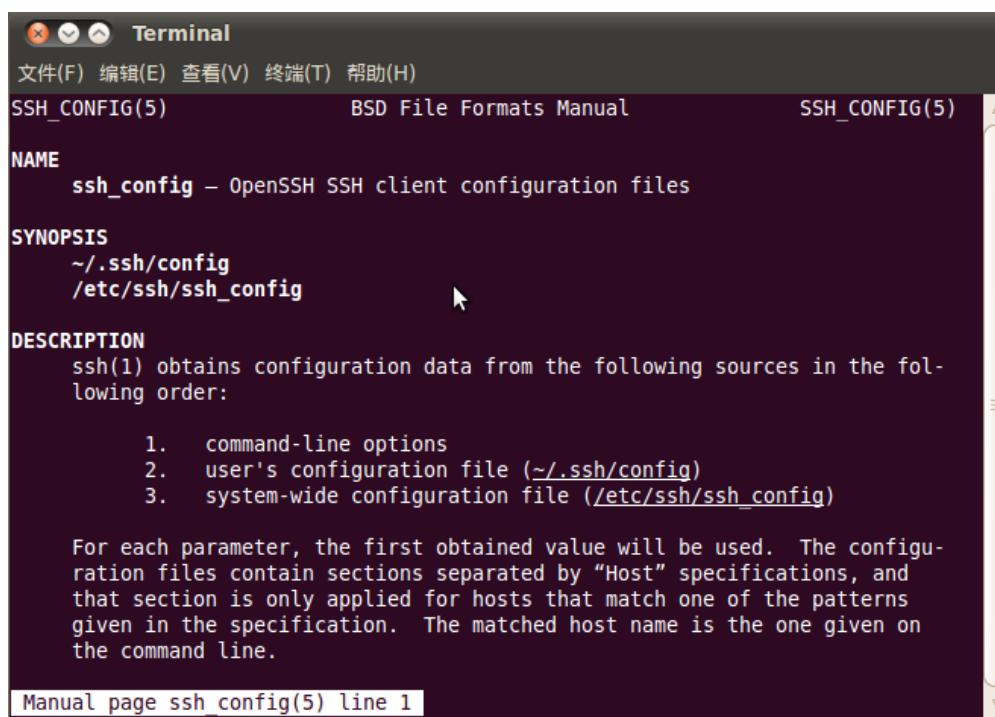 Terminal
文件(F) 编辑(E) 查看(V) 终端(T) 帮助(H)
SSH_CONFIG(5) BSD File Formats Manual SSH_CONFIG(5)
NAME
ssh_config — OpenSSH SSH client configuration files
SYNOPSIS
~/.ssh/config
/etc/ssh/ssh_config
DESCRIPTION
ssh(1) obtains configuration data from the following sources in the fol-
lowing order:
1. command-line options
2. user's configuration file (~/.ssh/config)
3. system-wide configuration file (/etc/ssh/ssh_config)
For each parameter, the first obtained value will be used. The configu-
ration files contain sections separated by “Host” specifications, and
that section is only applied for hosts that match one of the patterns
given in the specification. The matched host name is the one given on
the command line.
Manual page ssh_config(5) line 1